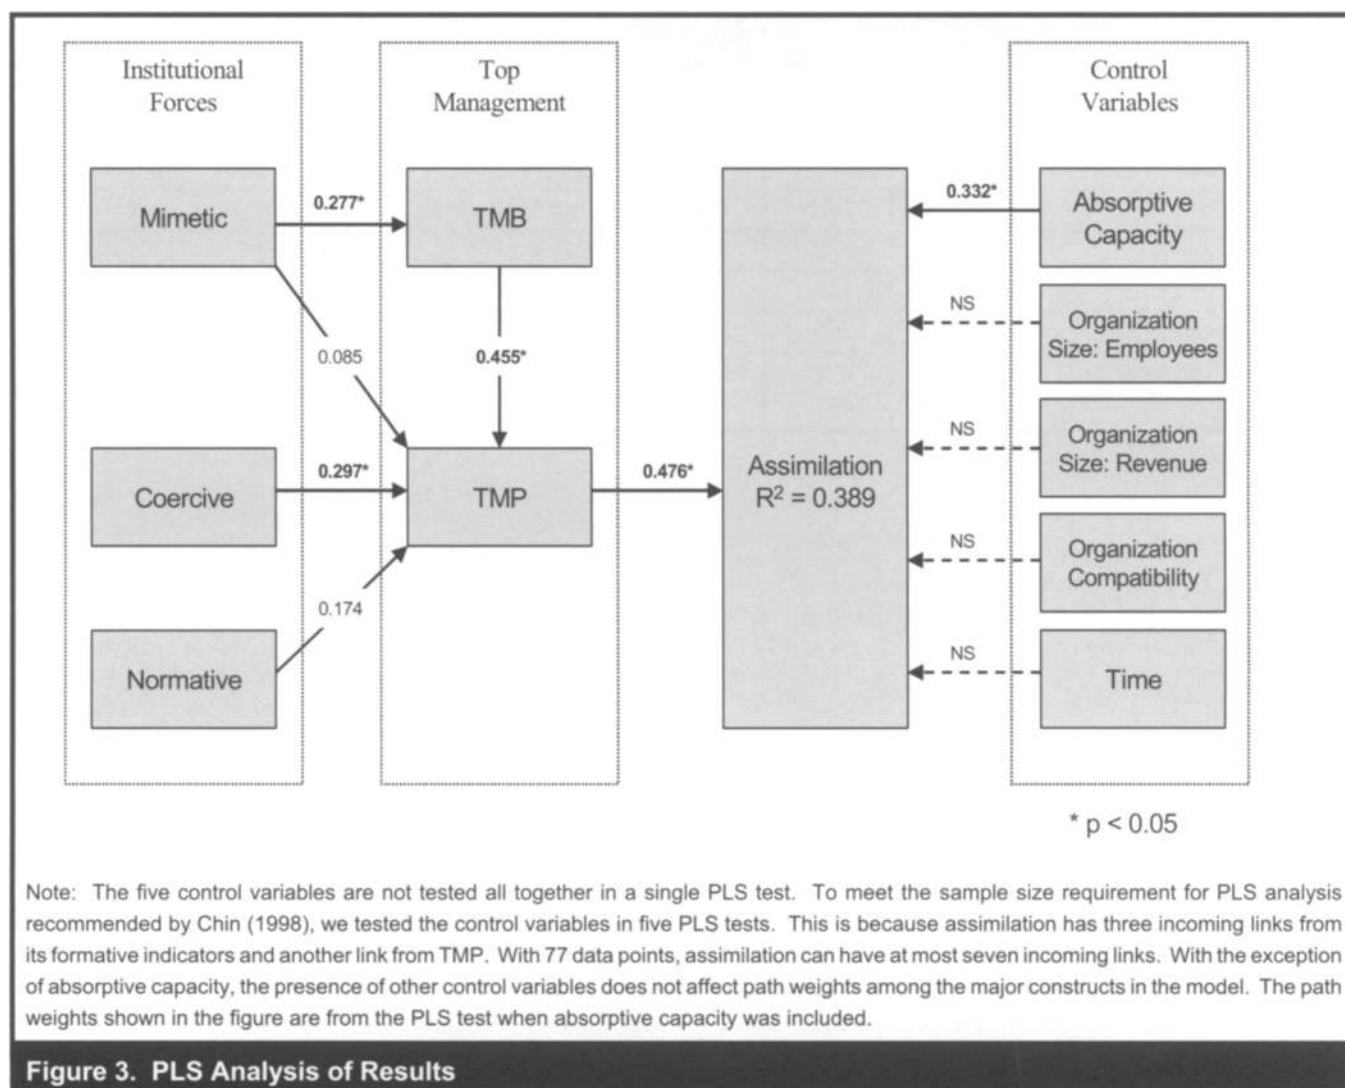 Institutional
Forces
Top
Management
Control
Variables
Mimetic
0.277*
TMB
0.332*
Absorptive
Capacity
NS
Organization
Size: Employees
0.085
0.455*
NS
Organization
Size: Revenue
Coercive
0.297*
TMP
0.476*
Assimilation
R² = 0.389
NS
Organization
Compatibility
0.174
Normative
NS
Time
* p < 0.05
Note: The five control variables are not tested all together in a single PLS test. To meet the sample size requirement for PLS analysis
recommended by Chin (1998), we tested the control variables in five PLS tests. This is because assimilation has three incoming links from
its formative indicators and another link from TMP. With 77 data points, assimilation can have at most seven incoming links. With the exception
of absorptive capacity, the presence of other control variables does not affect path weights among the major constructs in the model. The path
weights shown in the figure are from the PLS test when absorptive capacity was included.
Figure 3. PLS Analysis of Results